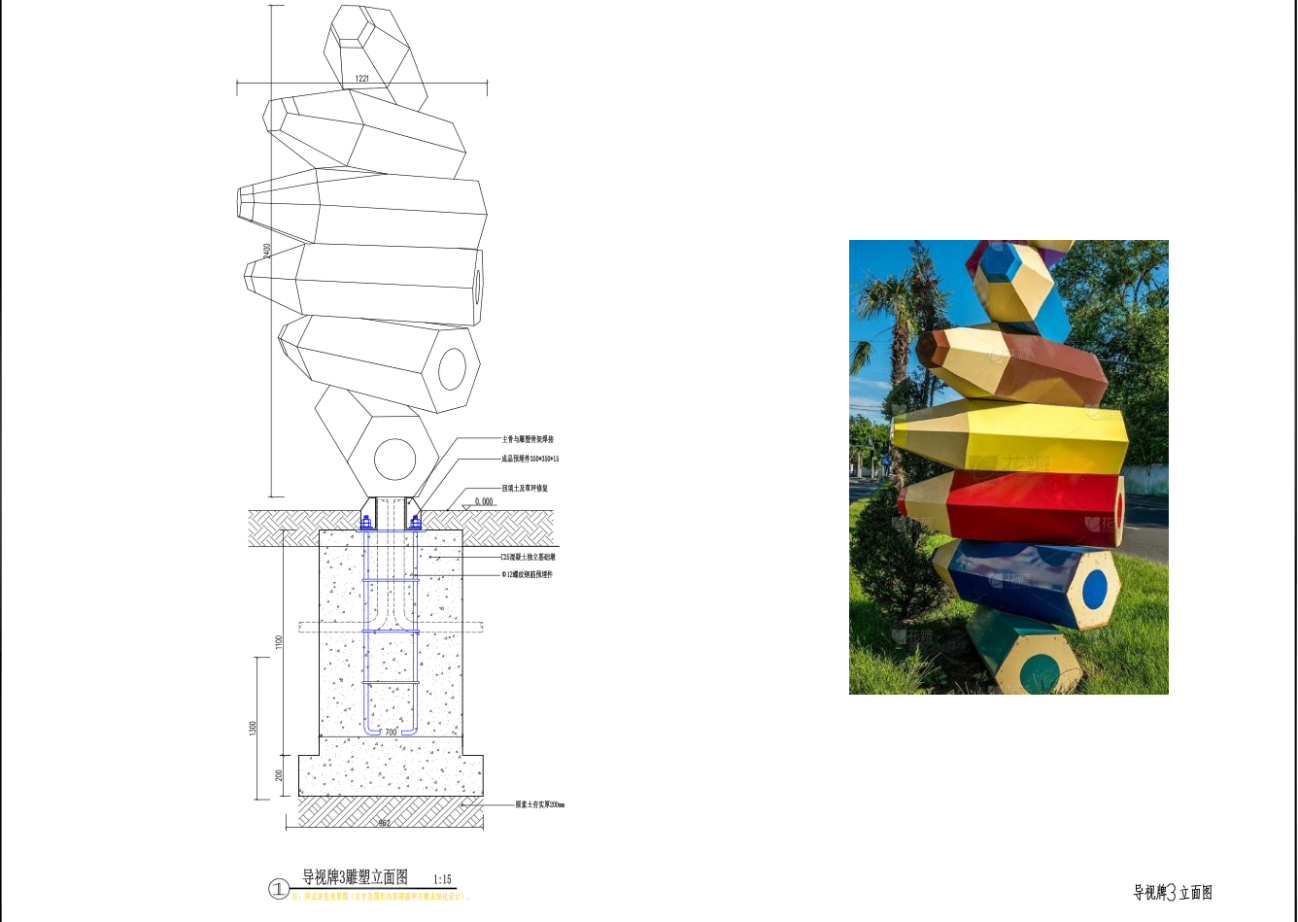 1221
2400
主骨与雕塑骨架焊接
成品预埋件350*350*15
回填土及草坪修复
0.000
C25混凝土独立基础墩
Φ12螺纹钢筋预埋件
1100
1300
700
200
原素土夯实厚200mm
962
① 导视牌3雕塑立面图 1:15
导视牌3立面图
花瓣